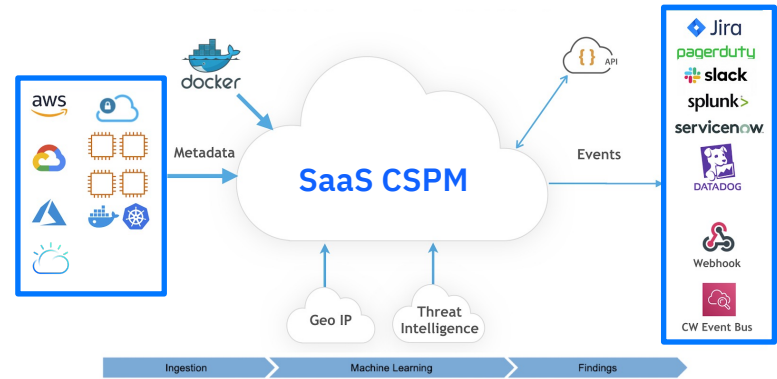 aws
Metadata
docker
SaaS CSPM
Geo IP
Threat
Intelligence
{ } API
Events
Jira
pagerduty
slack
splunk>
servicenow
DATADOG
Webhook
CW Event Bus
Ingestion
Machine Learning
Findings